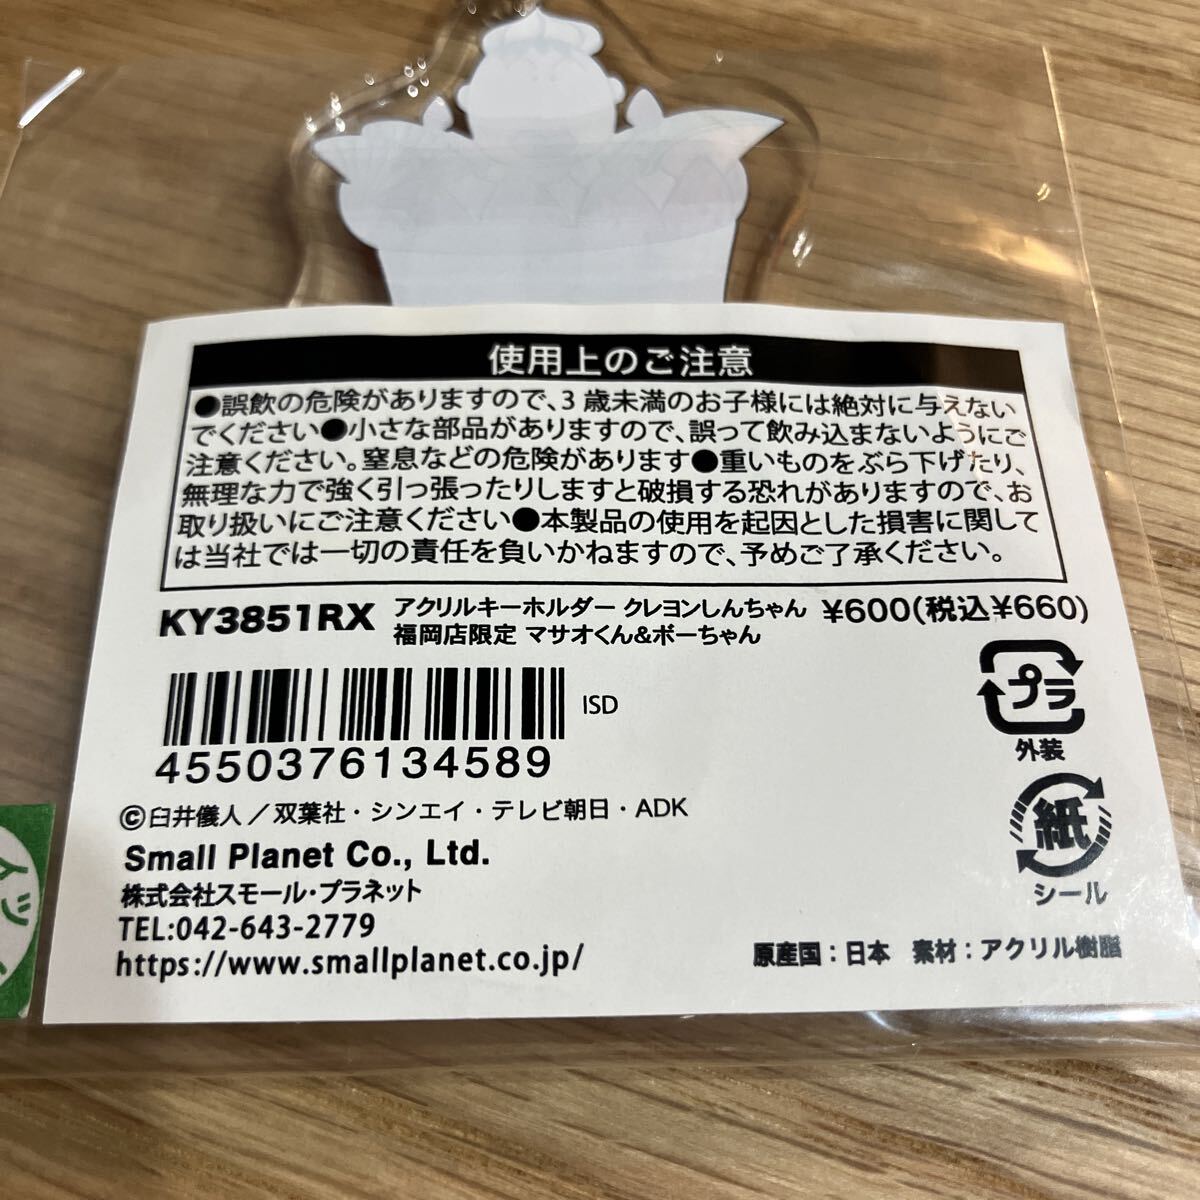 使用上のご注意
●誤飲の危険がありますので、3歳未満のお子様には絶対に与えない
でください●小さな部品がありますので、誤って飲み込まないようにご
注意ください。窒息などの危険があります●重いものをぶら下げたり、
無理な力で強く引っ張ったりしますと破損する恐れがありますので、お
取り扱いにご注意ください●本製品の使用を起因とした損害に関して
は当社では一切の責任を負いかねますので、予めご了承ください。
KY3851RX アクリルキーホルダー クレヨンしんちゃん ¥600(税込¥660)
福岡店限定 マサオくん&ボーちゃん
ISD
プラ
外装
4550376134589
©臼井儀人/双葉社・シンエイ・テレビ朝日・ADK
紙
シール
Small Planet Co., Ltd.
株式会社スモール・プラネット
TEL:042-643-2779
https://www.smallplanet.co.jp/
原産国:日本 素材:アクリル樹脂